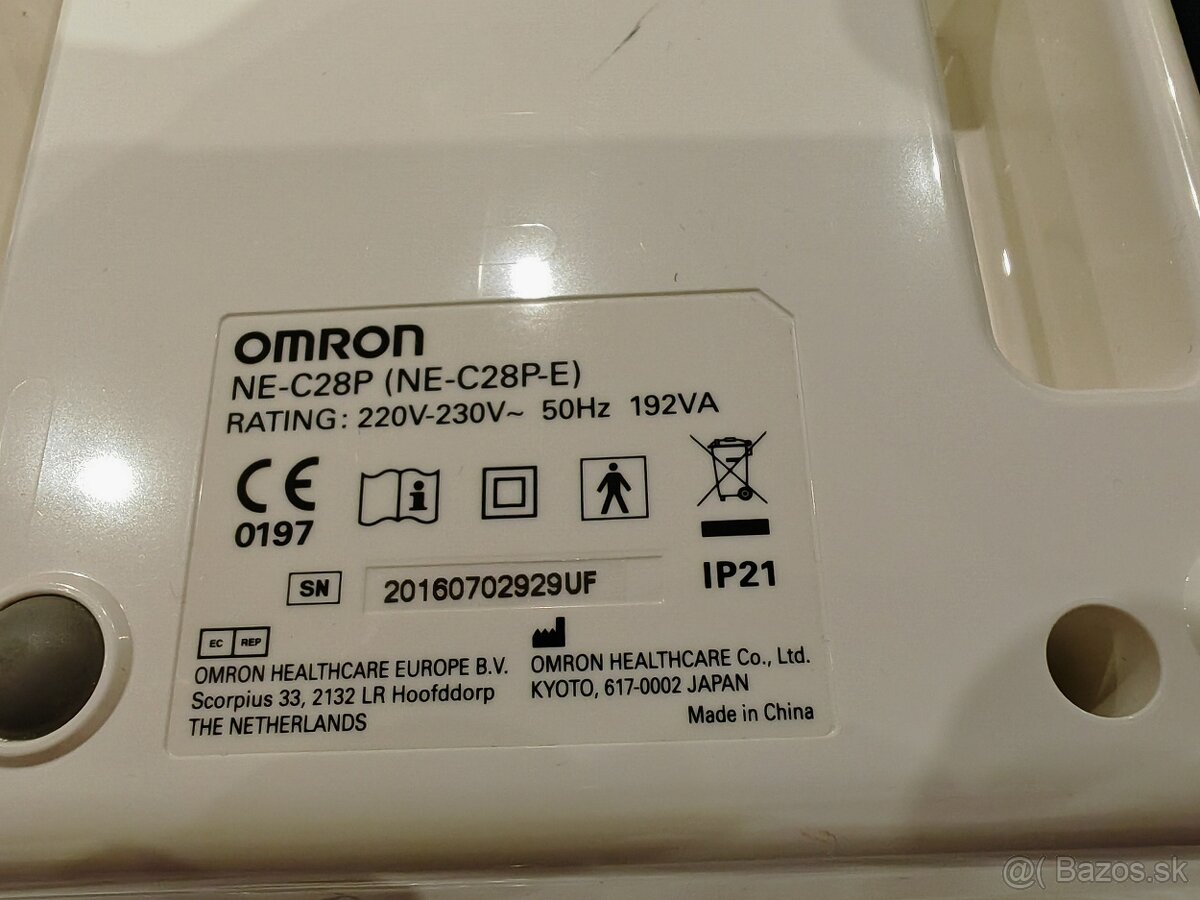 OMRON
NE-C28P (NE-C28P-E)
RATING: 220V-230V~ 50Hz 192VA
CE
0197
IP21
SN 20160702929UF
EC REP
OMRON HEALTHCARE EUROPE B.V.
Scorpius 33, 2132 LR Hoofddorp
THE NETHERLANDS
OMRON HEALTHCARE Co., Ltd.
KYOTO, 617-0002 JAPAN
Made in China
@( Bazos.sk